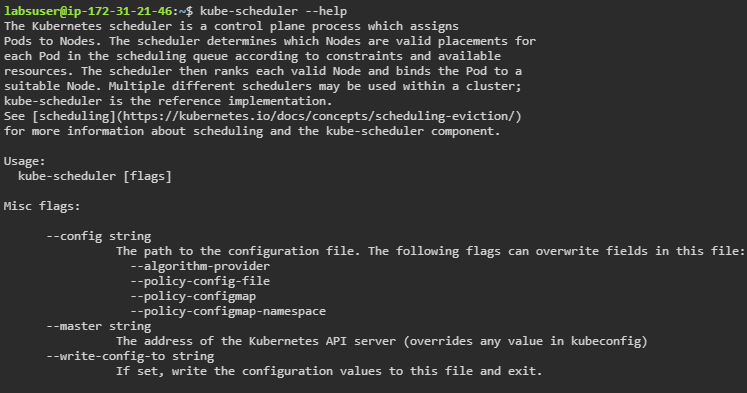 labsuser@ip-172-31-21-46:~$ kube-scheduler --help
The Kubernetes scheduler is a control plane process which assigns
Pods to Nodes. The scheduler determines which Nodes are valid placements for
each Pod in the scheduling queue according to constraints and available
resources. The scheduler then ranks each valid Node and binds the Pod to a
suitable Node. Multiple different schedulers may be used within a cluster;
kube-scheduler is the reference implementation.
See [scheduling](https://kubernetes.io/docs/concepts/scheduling-eviction/)
for more information about scheduling and the kube-scheduler component.
Usage:
kube-scheduler [flags]
Misc flags:
--config string
The path to the configuration file. The following flags can overwrite fields in this file:
--algorithm-provider
--policy-config-file
--policy-configmap
--policy-configmap-namespace
--master string
The address of the Kubernetes API server (overrides any value in kubeconfig)
--write-config-to string
If set, write the configuration values to this file and exit.